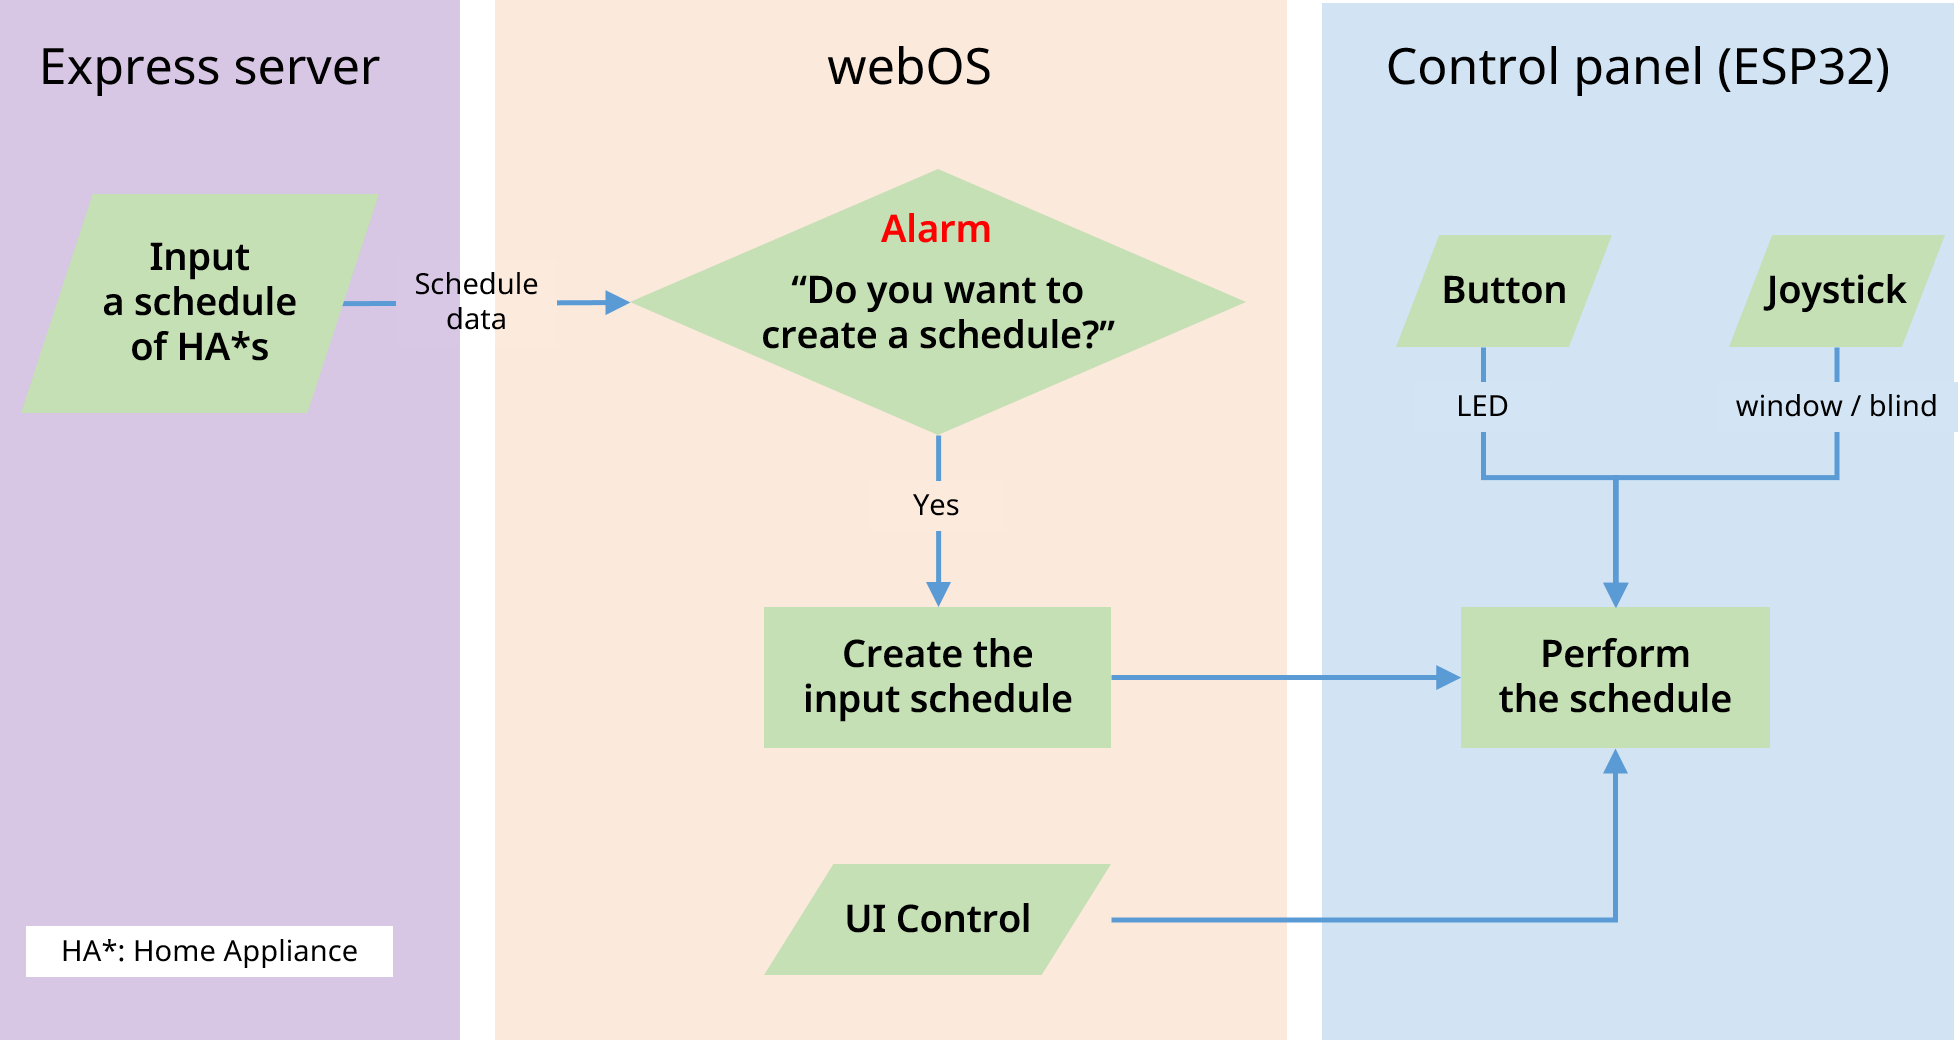 Express server
webOS
Control panel (ESP32)
Input
a schedule
of HA*s
Schedule
data
Alarm
“Do you want to
create a schedule?”
Yes
Create the
input schedule
UI Control
Button
Joystick
LED
window / blind
Perform
the schedule
HA*: Home Appliance